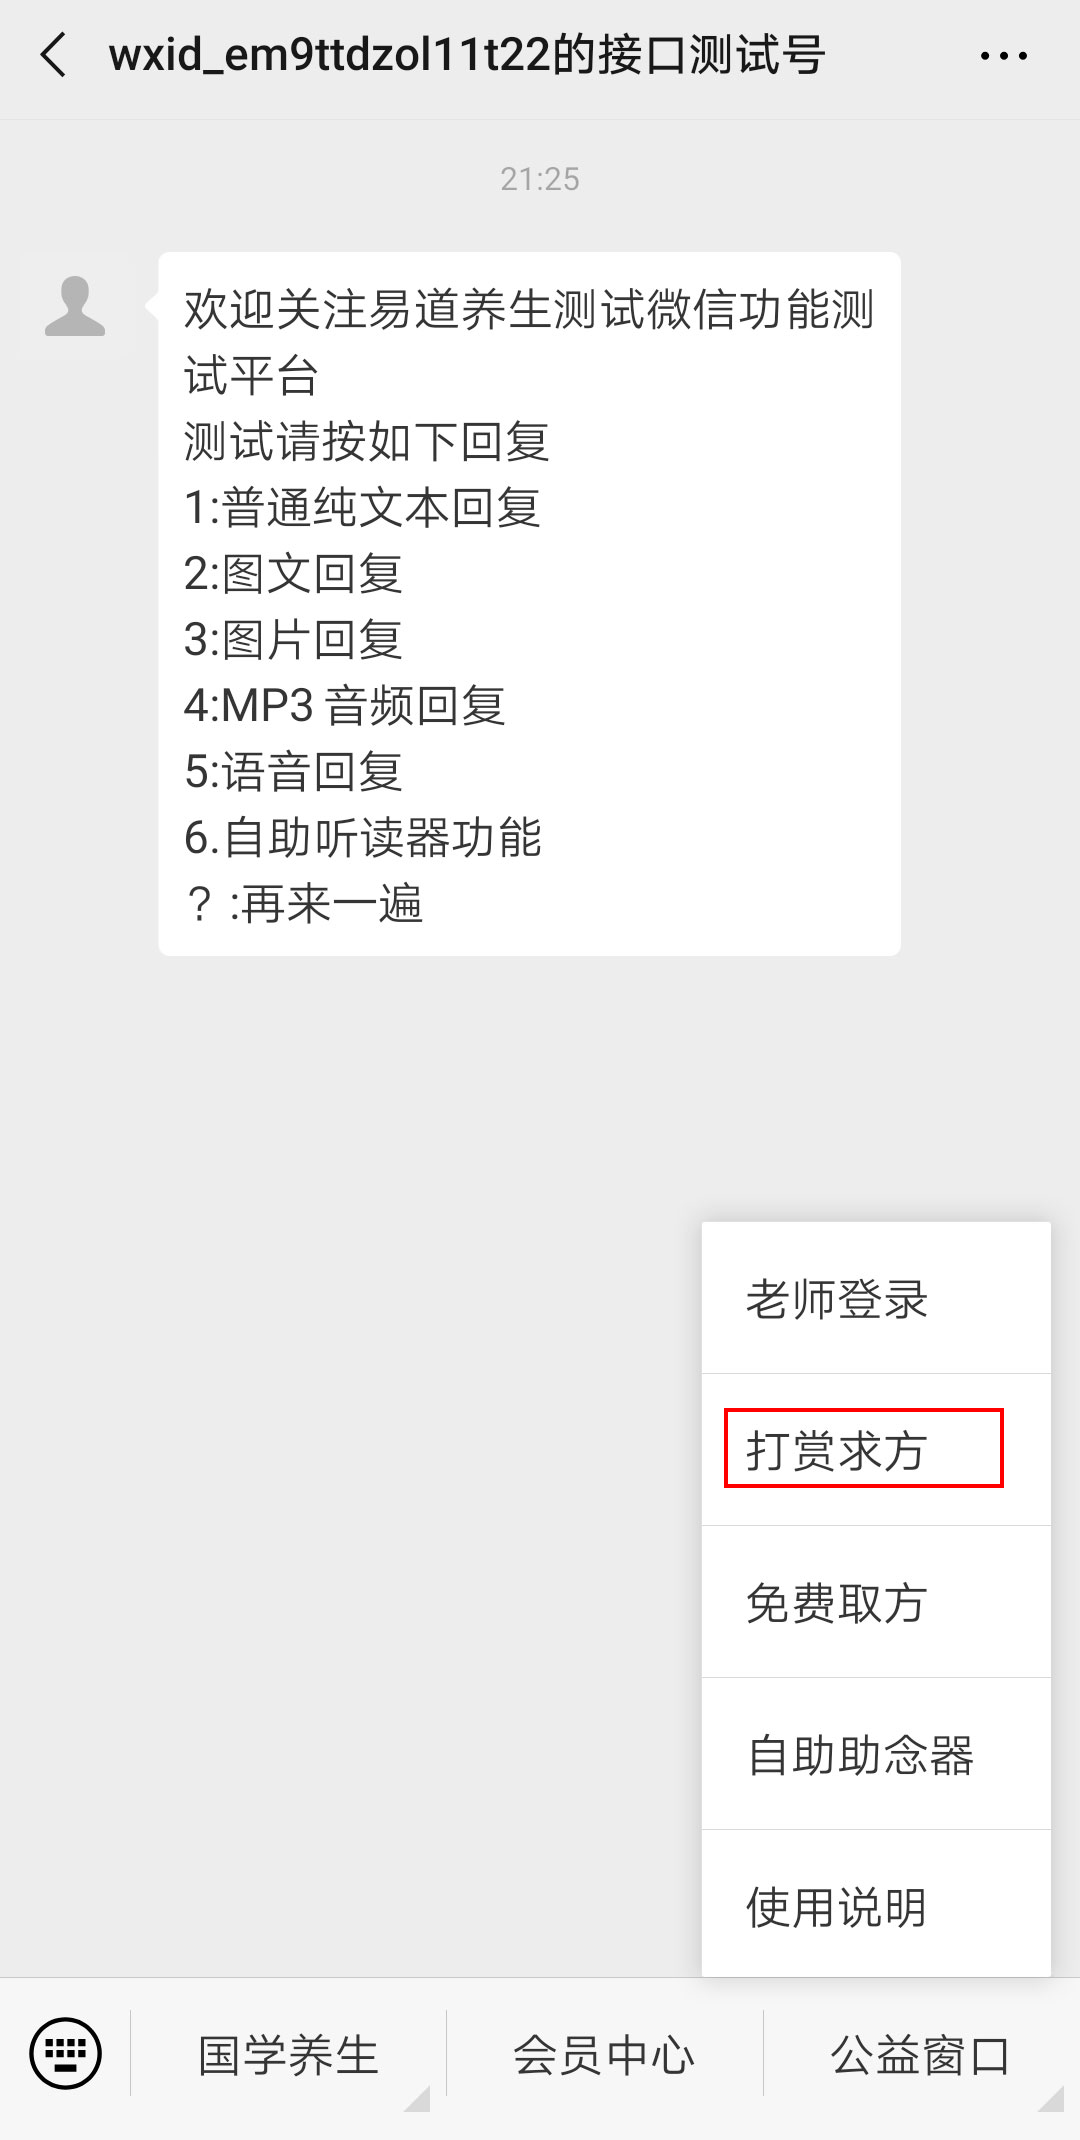 wxid_em9ttdzol11t22的接口测试号
21:25
欢迎关注易道养生测试微信功能测
试平台
测试请按如下回复
1:普通纯文本回复
2:图文回复
3:图片回复
4:MP3 音频回复
5:语音回复
6.自助听读器功能
？:再来一遍
老师登录
打赏求方
免费取方
自助助念器
使用说明
国学养生
会员中心
公益窗口